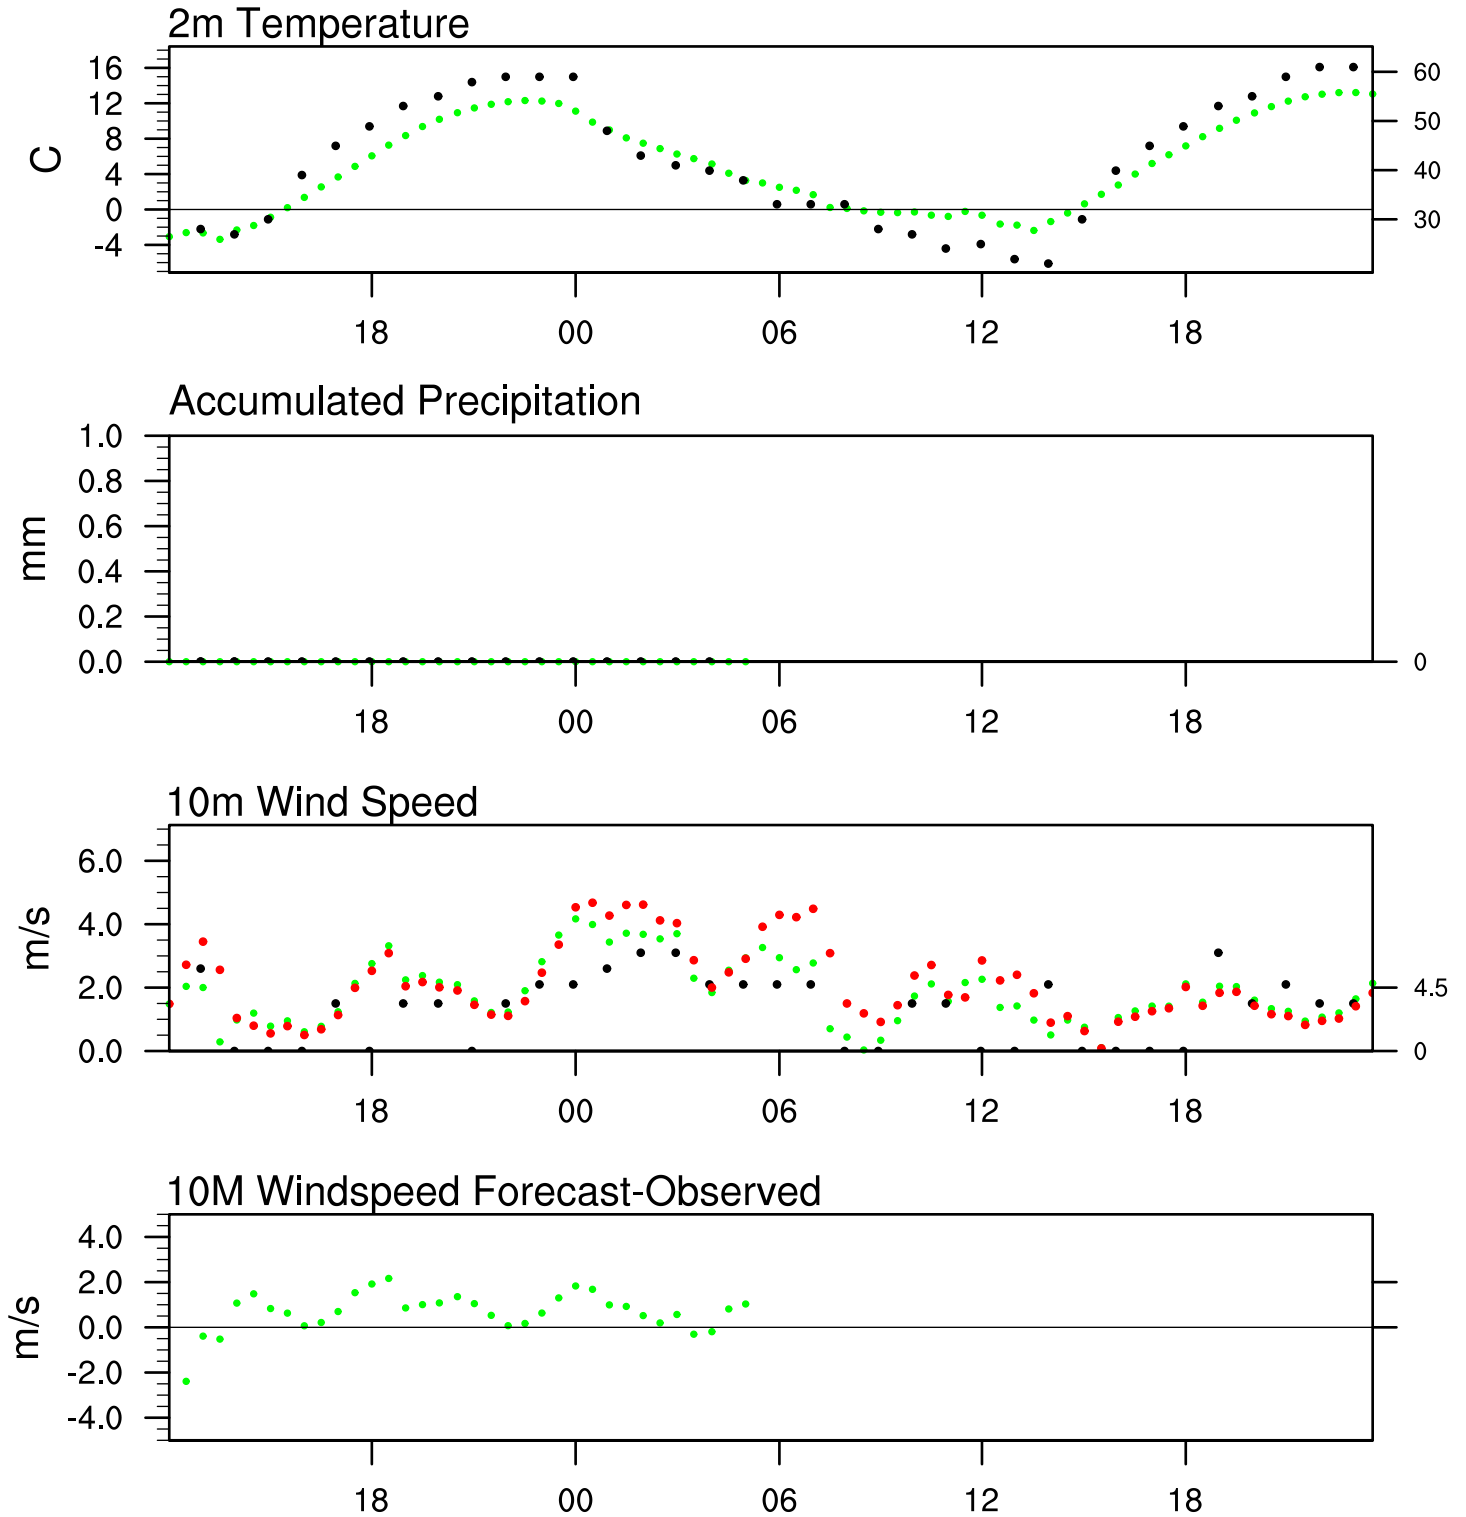 2m Temperature
16
12
8
4
0
-4
C
60
50
40
30
18 00 06 12 18
Accumulated Precipitation
1.0
0.8
0.6
0.4
0.2
0.0
mm
0
18 00 06 12 18
10m Wind Speed
6.0
4.0
2.0
0.0
m/s
4.5
0
18 00 06 12 18
10M Windspeed Forecast-Observed
4.0
2.0
0.0
-2.0
-4.0
m/s
18 00 06 12 18